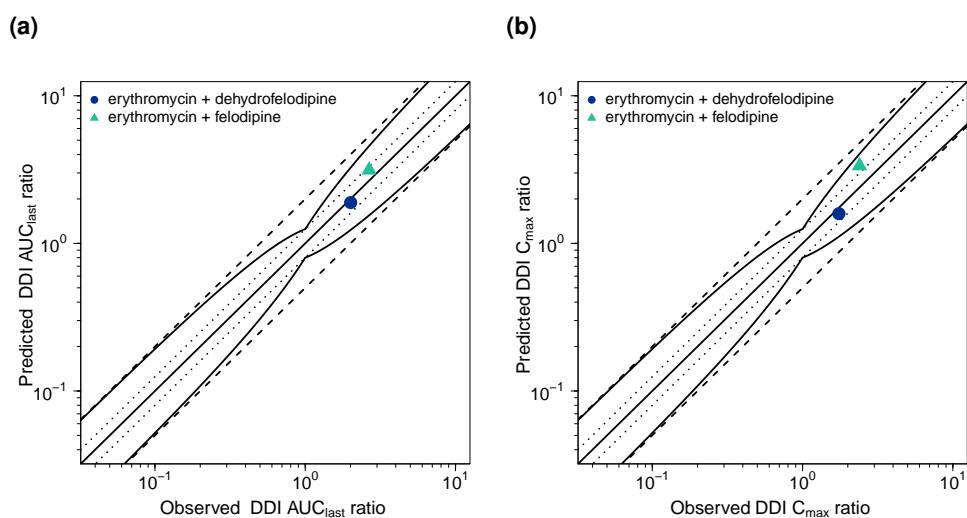 (a)
erythromycin + dehydrofelodipine
erythromycin + felodipine
10¹
10⁰
10⁻¹
Predicted DDI AUClast ratio
10⁻¹
10⁰
10¹
Observed DDI AUClast ratio
(b)
erythromycin + dehydrofelodipine
erythromycin + felodipine
10¹
10⁰
10⁻¹
Predicted DDI Cmax ratio
10⁻¹
10⁰
10¹
Observed DDI Cmax ratio